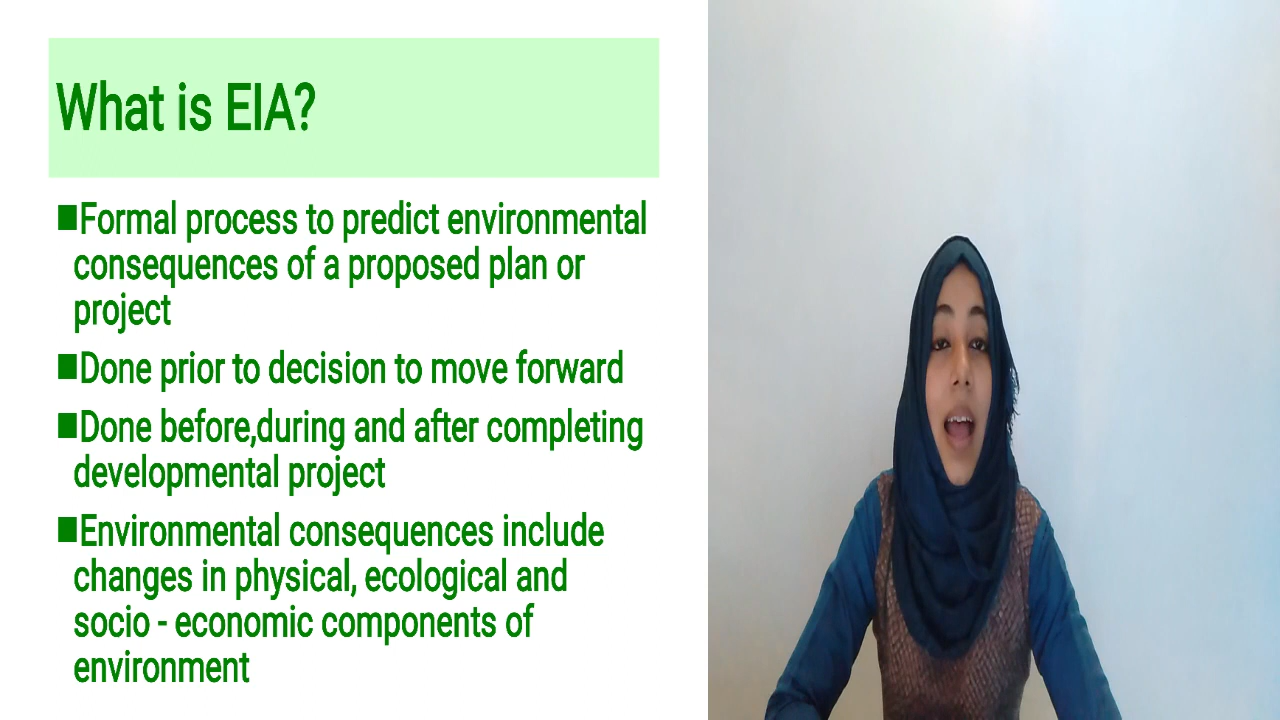 What is EIA?
■Formal process to predict environmental
consequences of a proposed plan or
project
■Done prior to decision to move forward
■Done before,during and after completing
developmental project
■Environmental consequences include
changes in physical, ecological and
socio - economic components of
environment